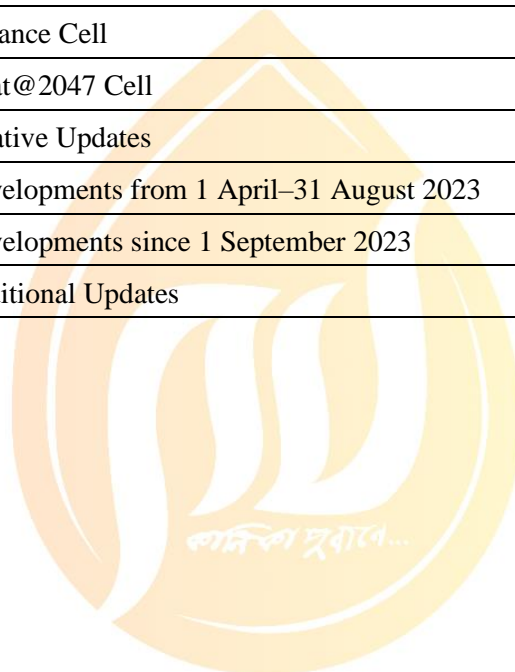 ance Cell
at@2047 Cell
ative Updates
velopments from 1 April–31 August 2023
velopments since 1 September 2023
litional Updates